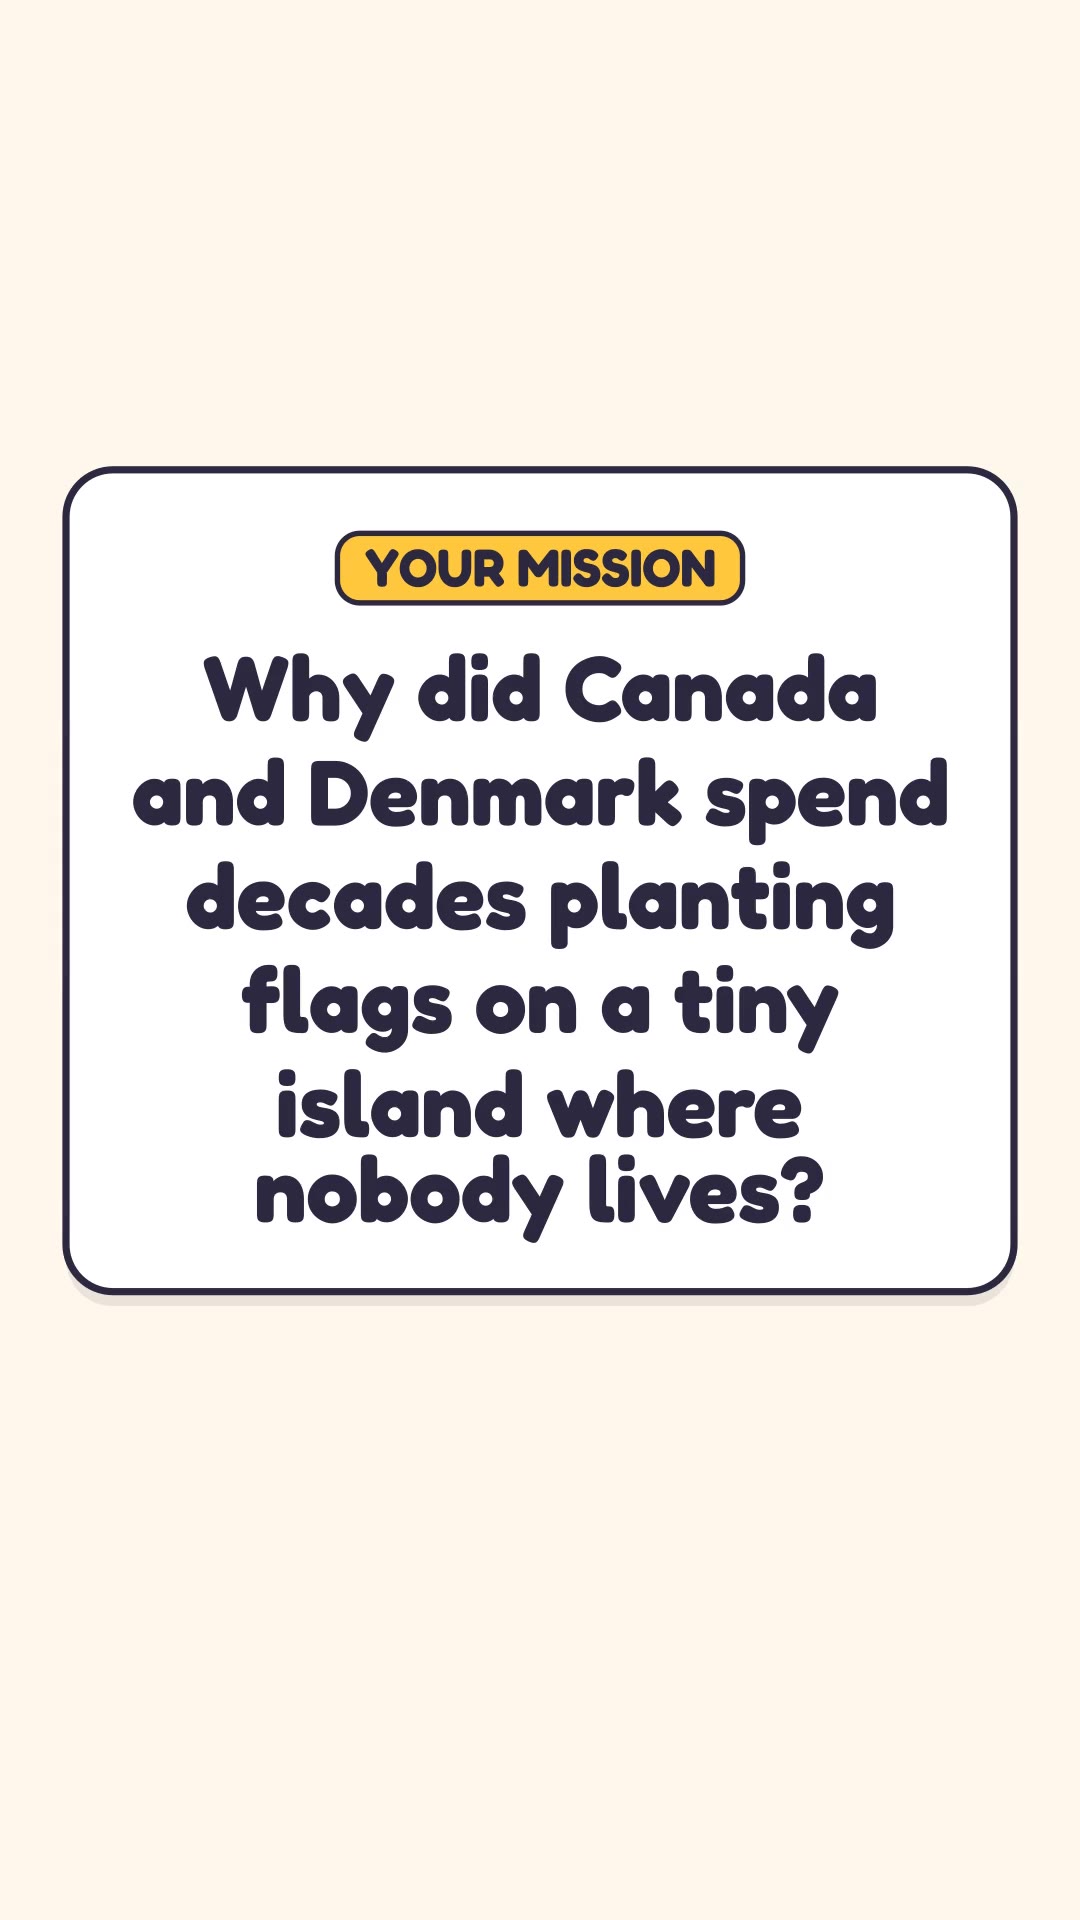 YOUR MISSION
Why did Canada
and Denmark spend
decades planting
flags on a tiny
island where
nobody lives?